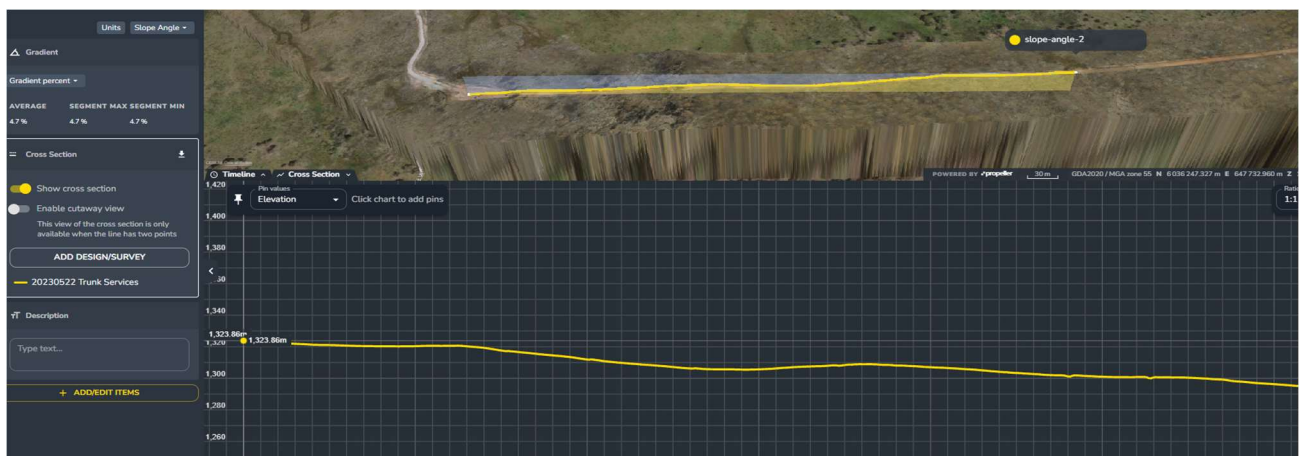 Units Slope Angle
Gradient
Gradient percent
AVERAGE SEGMENT MAX SEGMENT MIN
4.7 % 4.7 % 4.7 %
Cross Section
Show cross section
Enable cutaway view
This view of the cross section is only
available when the line has two points
ADD DESIGN/SURVEY
20230522 Trunk Services
Description
Type text...
+ ADD/EDIT ITEMS
slope-angle-2
Timeline Cross Section
POWERED BY propeller 30 m GDA2020 / MGA zone 55 N 6 036 247.327 m E 647 732.960 m Z
Pin values
Elevation Click chart to add pins
Ratio
1:1
1,420
1,400
1,380
1,340
1,323.86m 1,323.86m
1,320
1,300
1,280
1,260